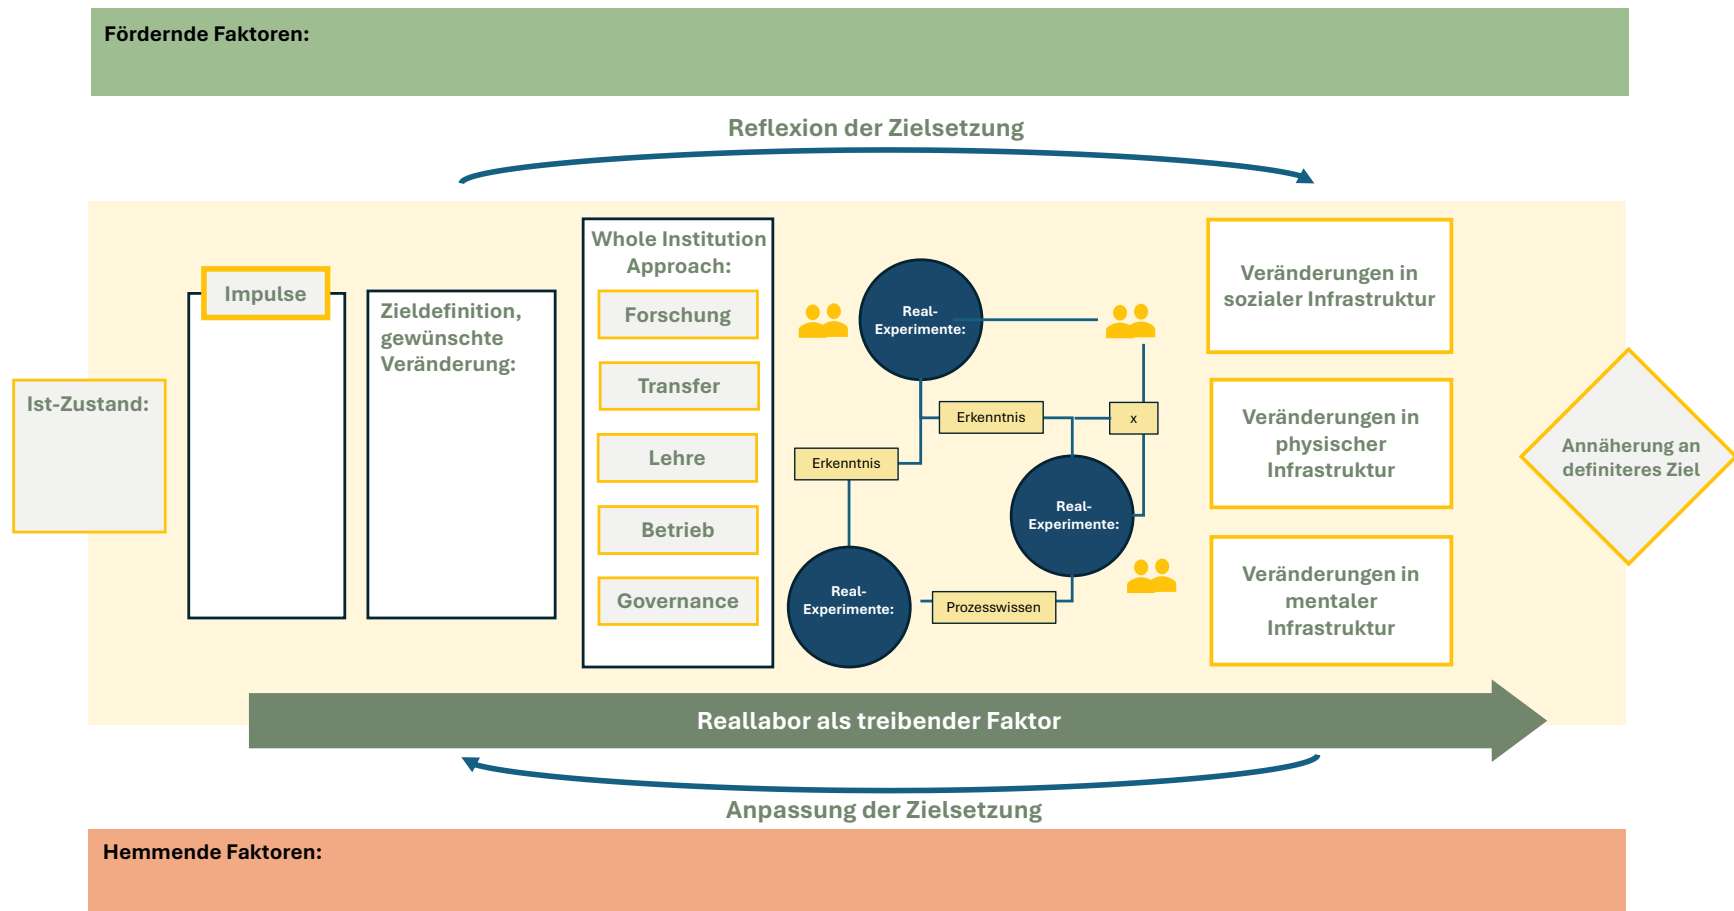 Fördernde Faktoren:
Reflexion der Zielsetzung
Ist-Zustand:
Impulse
Zieldefinition,
gewünschte
Veränderung:
Whole Institution
Approach:
Forschung
Transfer
Lehre
Betrieb
Governance
Real-
Experimente:
Erkenntnis
x
Erkenntnis
Real-
Experimente:
Real-
Experimente:
Prozesswissen
Veränderungen in
sozialer Infrastruktur
Veränderungen in
physischer
Infrastruktur
Veränderungen in
mentaler
Infrastruktur
Annäherung an
definiteres Ziel
Reallabor als treibender Faktor
Anpassung der Zielsetzung
Hemmende Faktoren: